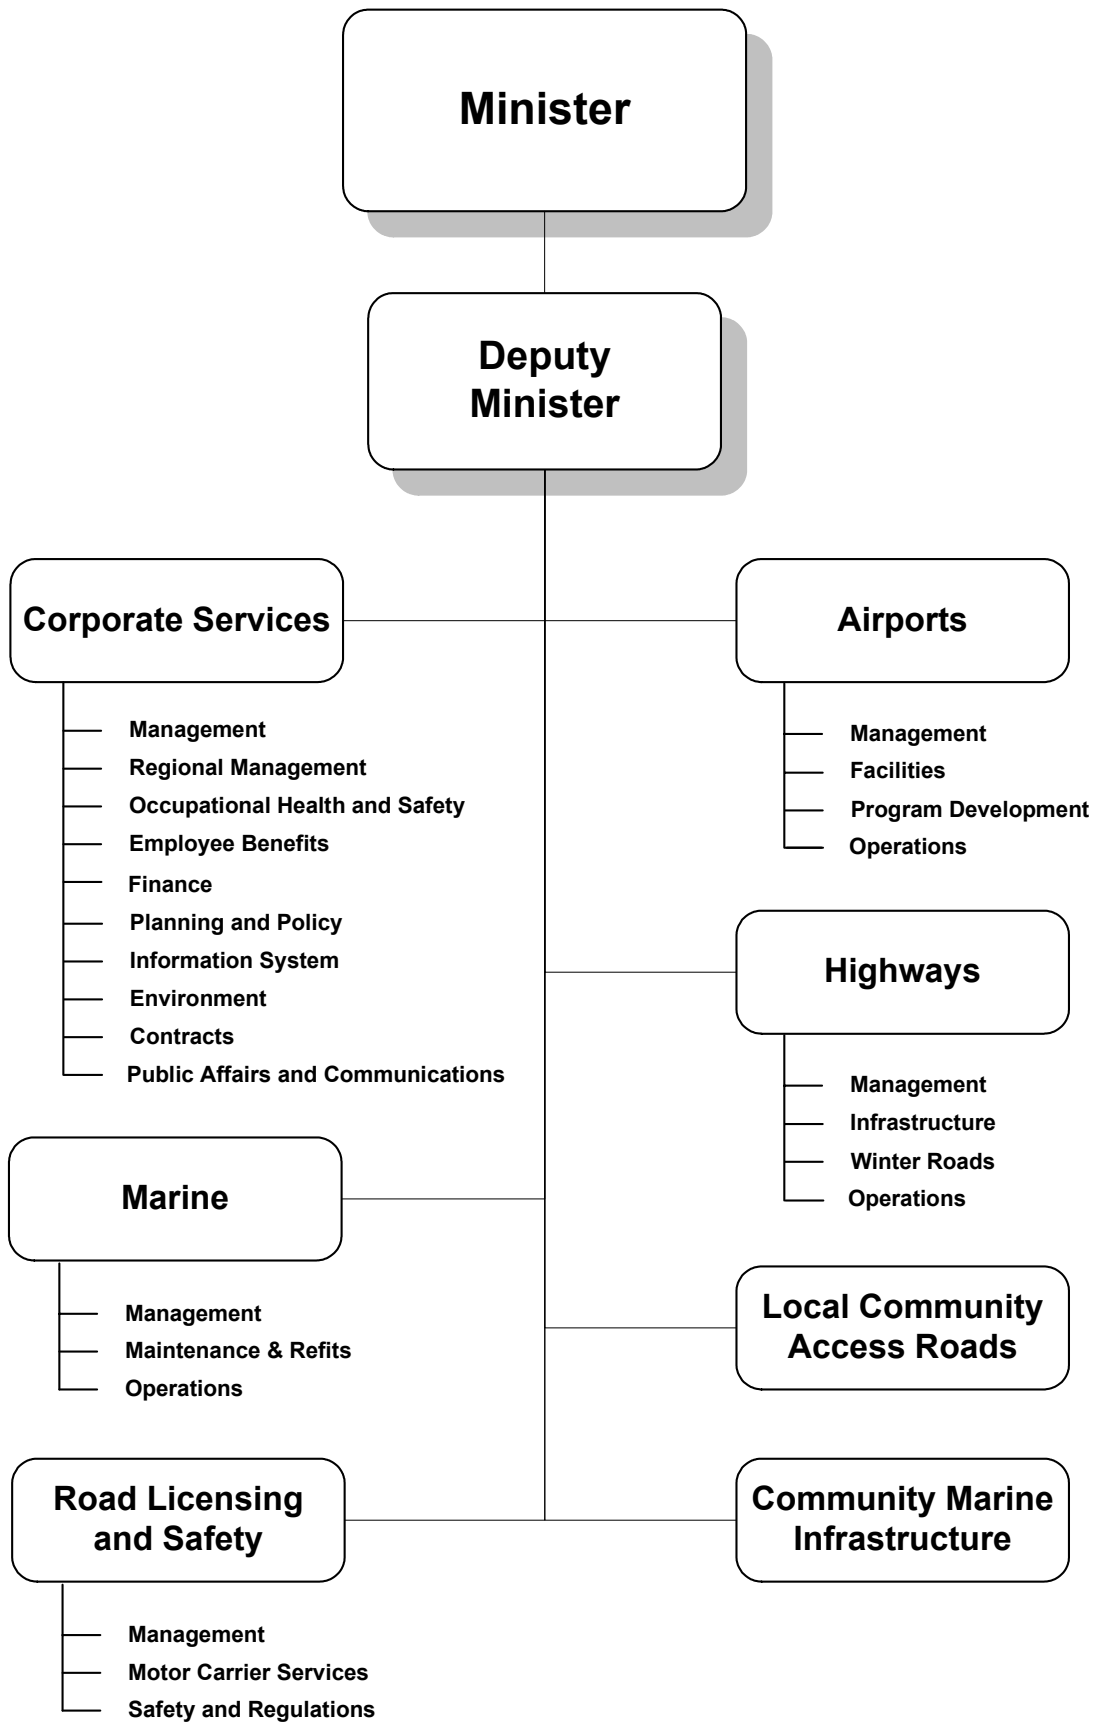 Minister
Deputy
Minister
Corporate Services
Management
Regional Management
Occupational Health and Safety
Employee Benefits
Finance
Planning and Policy
Information System
Environment
Contracts
Public Affairs and Communications
Airports
Management
Facilities
Program Development
Operations
Highways
Management
Infrastructure
Winter Roads
Operations
Marine
Management
Maintenance & Refits
Operations
Local Community
Access Roads
Road Licensing
and Safety
Management
Motor Carrier Services
Safety and Regulations
Community Marine
Infrastructure